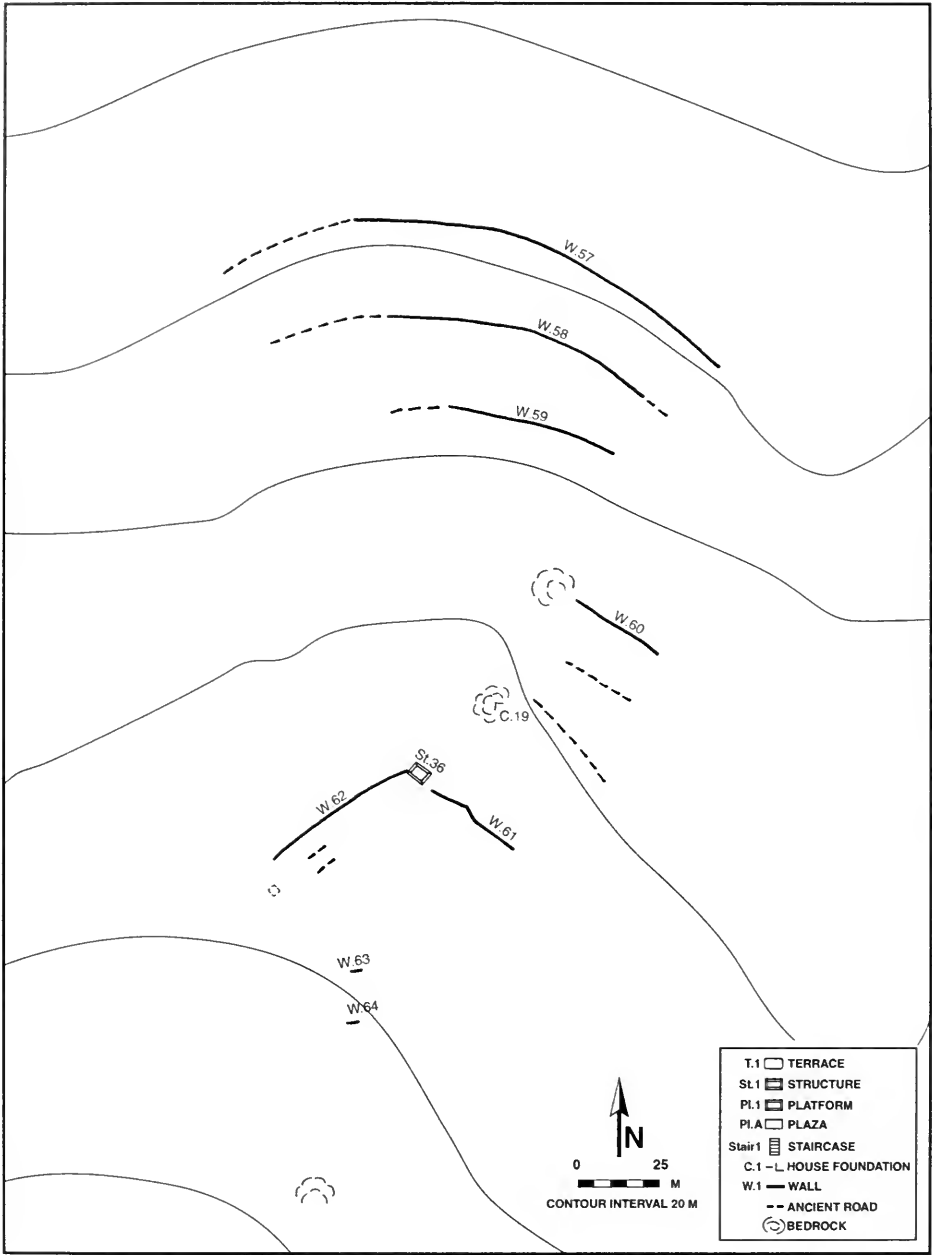 W.57
W.58
W.59
W.60
C.19
St.36
W.62
W.61
W.63
W.64
T.1 TERRACE
St.1 STRUCTURE
Pl.1 PLATFORM
Pl.A PLAZA
Stair1 STAIRCASE
C.1 HOUSE FOUNDATION
W.1 WALL
ANCIENT ROAD
BEDROCK
N
0 25
M
CONTOUR INTERVAL 20 M